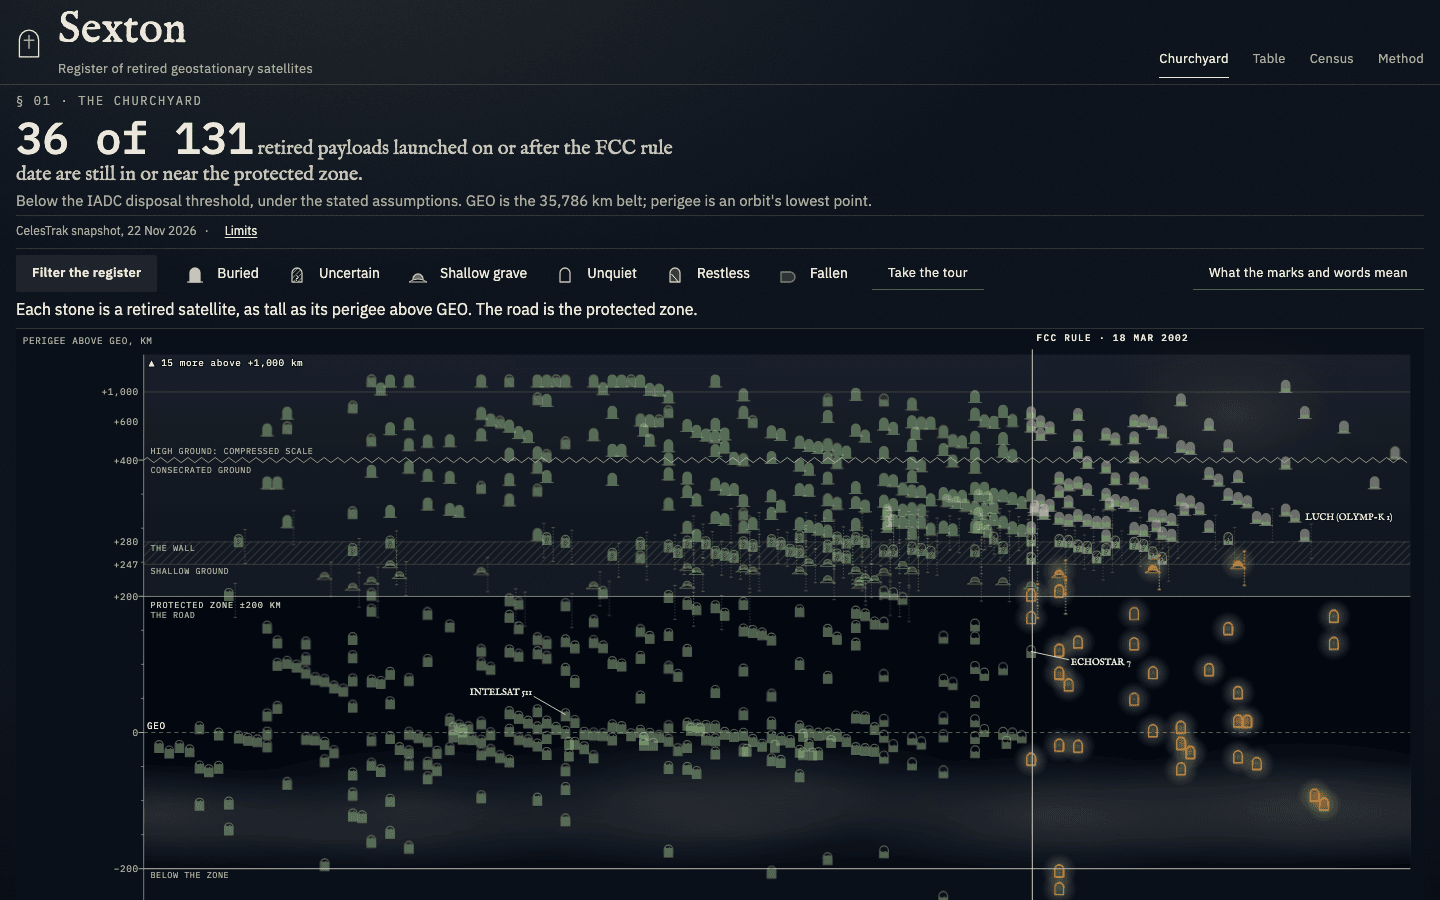 Sexton
Register of retired geostationary satellites
Churchyard Table Census Method
§ 01 · THE CHURCHYARD
36 of 131 retired payloads launched on or after the FCC rule
date are still in or near the protected zone.
Below the IADC disposal threshold, under the stated assumptions. GEO is the 35,786 km belt; perigee is an orbit's lowest point.
CelesTrak snapshot, 22 Nov 2026 · Limits
Filter the register Buried Uncertain Shallow grave Unquiet Restless Fallen Take the tour What the marks and words mean
Each stone is a retired satellite, as tall as its perigee above GEO. The road is the protected zone.
PERIGEE ABOVE GEO, KM
FCC RULE · 18 MAR 2002
▲ 15 more above +1,000 km
+1,000
+600
HIGH GROUND: COMPRESSED SCALE
+400
CONSECRATED GROUND
LUCH (OLYMP-K 1)
+280
THE WALL
+247
SHALLOW GROUND
+200
PROTECTED ZONE ±200 KM
THE ROAD
ECHOSTAR 7
INTELSAT 511
GEO
0
−200
BELOW THE ZONE